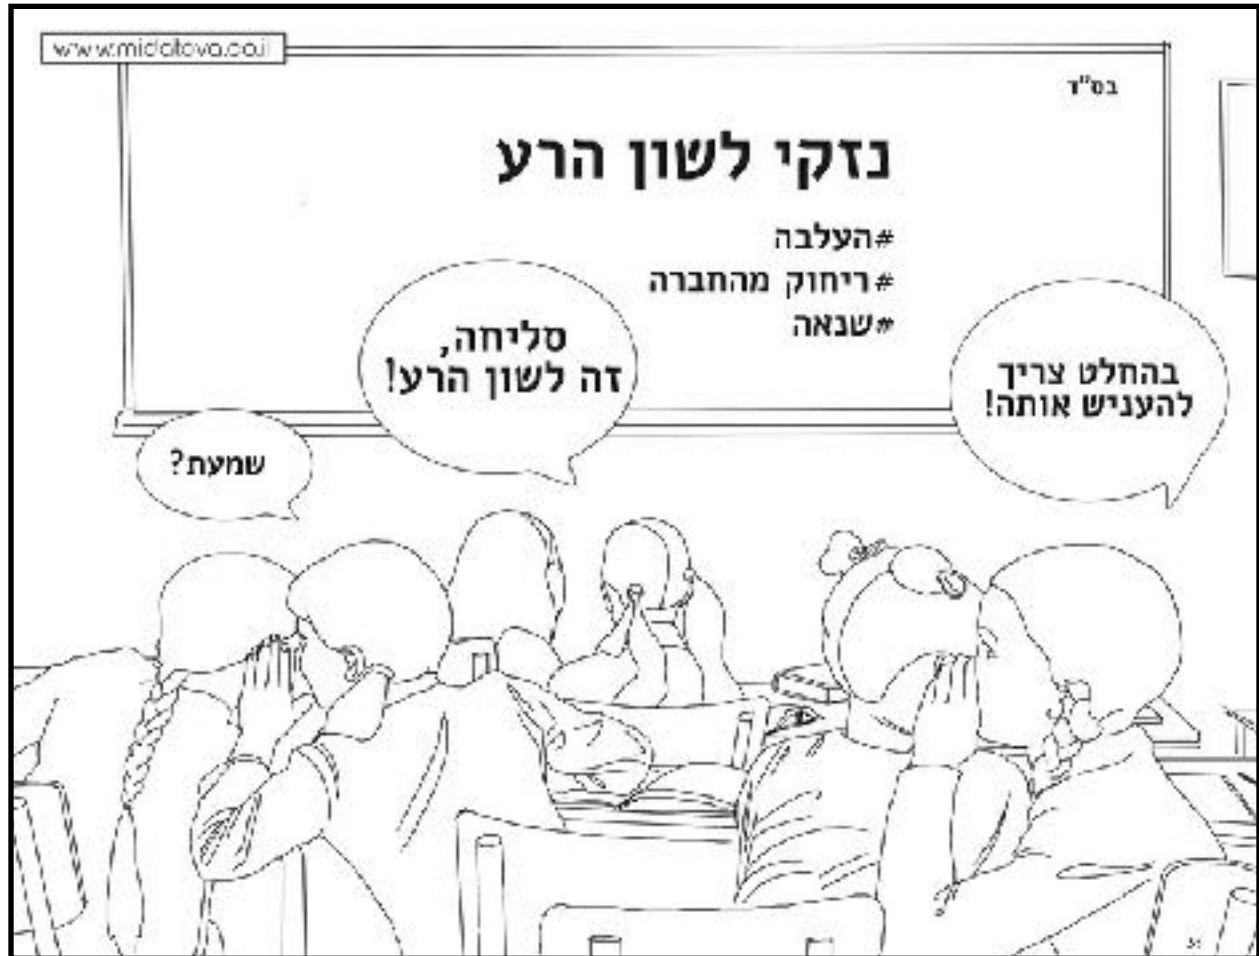 www.midatova.co.il
בס"ד
נזקי לשון הרע
#העלבה
#ריחוק מהחברה
#שנאה
בהחלט צריך
להעניש אותה!
סליחה,
זה לשון הרע!
שמעת?